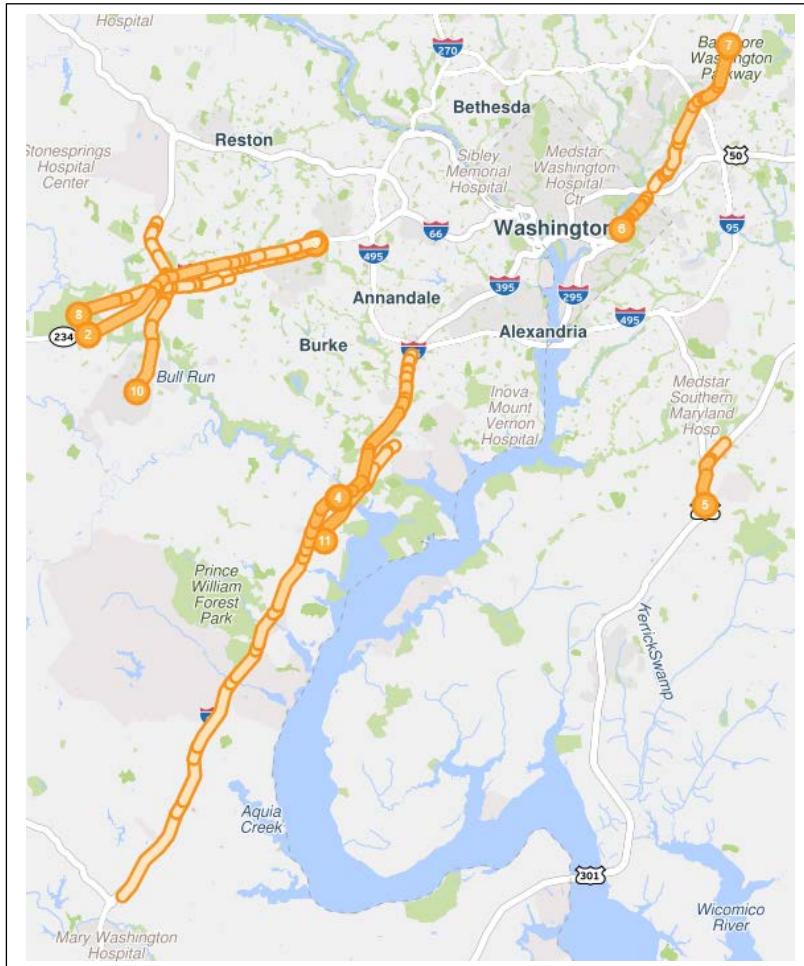 270
7
Baltimore
Washington
Parkway
Bethesda
Reston
Stonesprings
Hospital
Center
Sibley
Memorial
Hospital
Medstar
Washington
Hospital
Ctr
50
Washington
6
66
495
95
395
295
Annandale
8
2
234
Burke
Alexandria
495
10
Bull Run
Inova
Mount
Vernon
Hospital
Medstar
Southern
Maryland
Hosp
4
5
11
Prince
William
Forest
Park
KerrickSwamp
Aquia
Creek
301
Wicomico
River
Mary Washington
Hospital